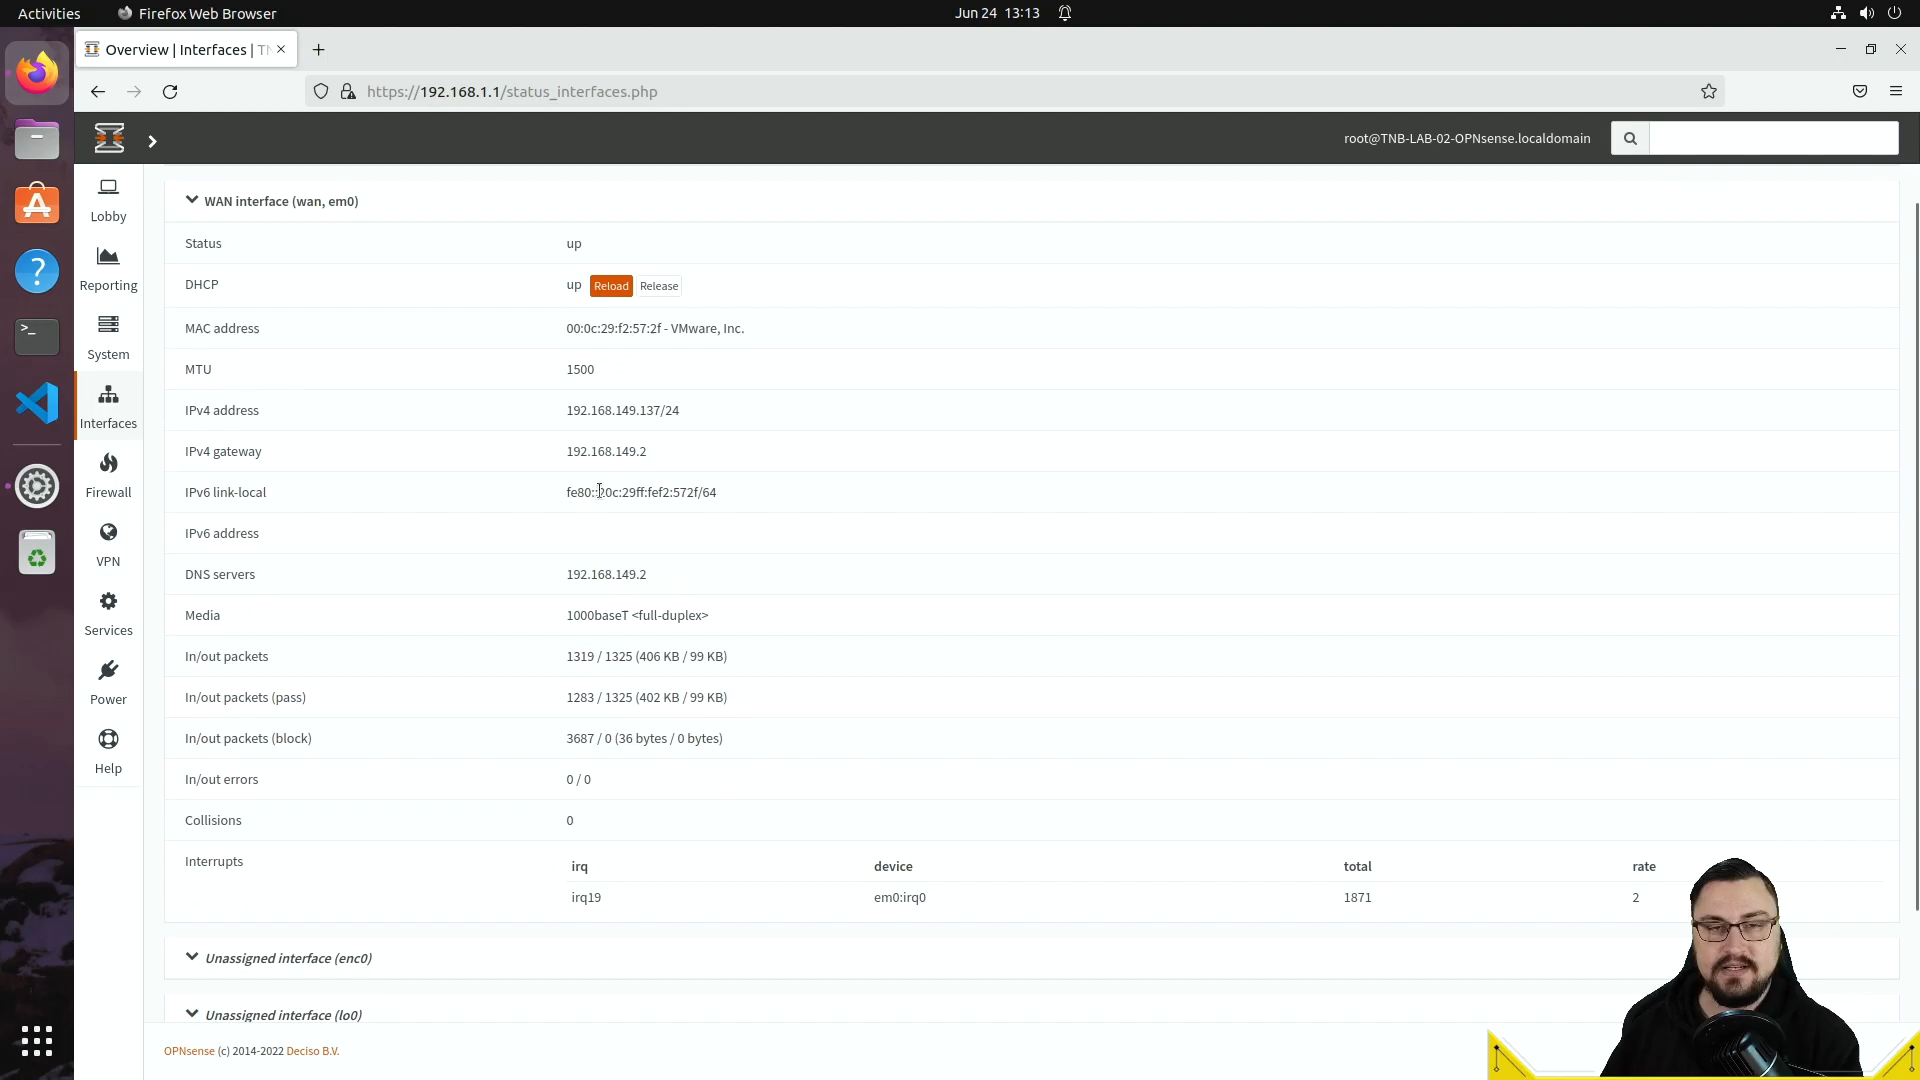 Activities Firefox Web Browser Jun 24 13:13
Overview | Interfaces | TN
https://192.168.1.1/status_interfaces.php
root@TNB-LAB-02-OPNsense.localdomain
Lobby
Reporting
System
Interfaces
Firewall
VPN
Services
Power
Help
WAN interface (wan, em0)
Status up
DHCP up Reload Release
MAC address 00:0c:29:f2:57:2f - VMware, Inc.
MTU 1500
IPv4 address 192.168.149.137/24
IPv4 gateway 192.168.149.2
IPv6 link-local fe80::20c:29ff:fef2:572f/64
IPv6 address
DNS servers 192.168.149.2
Media 1000baseT <full-duplex>
In/out packets 1319 / 1325 (406 KB / 99 KB)
In/out packets (pass) 1283 / 1325 (402 KB / 99 KB)
In/out packets (block) 3687 / 0 (36 bytes / 0 bytes)
In/out errors 0 / 0
Collisions 0
Interrupts irq device total rate
irq19 em0:irq0 1871 2
Unassigned interface (enc0)
Unassigned interface (lo0)
OPNsense (c) 2014-2022 Deciso B.V.